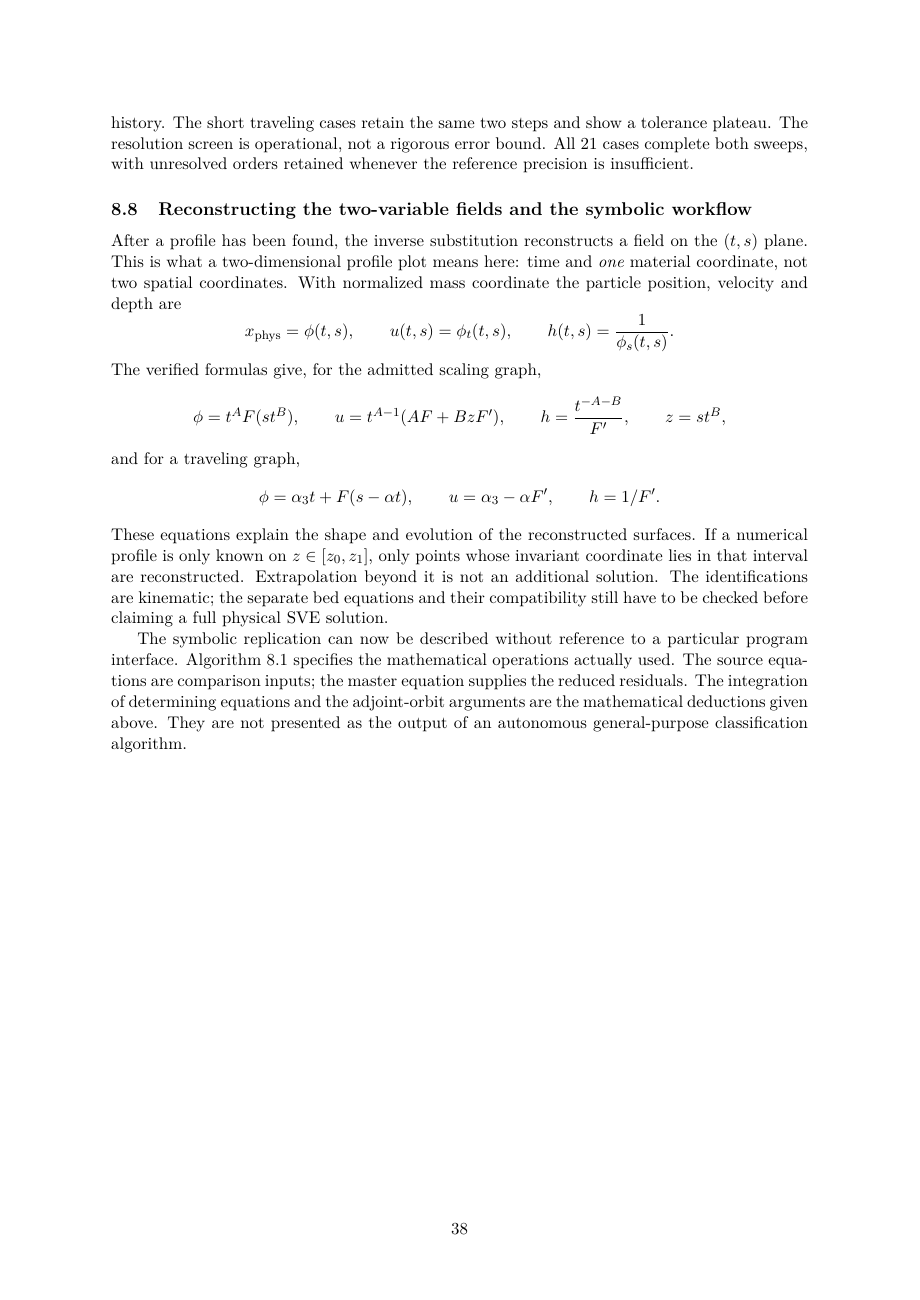 history. The short traveling cases retain the same two steps and show a tolerance plateau. The
resolution screen is operational, not a rigorous error bound. All 21 cases complete both sweeps,
with unresolved orders retained whenever the reference precision is insufficient.
8.8 Reconstructing the two-variable fields and the symbolic workflow
After a profile has been found, the inverse substitution reconstructs a field on the (t, s) plane.
This is what a two-dimensional profile plot means here: time and one material coordinate, not
two spatial coordinates. With normalized mass coordinate the particle position, velocity and
depth are
x_phys = ϕ(t, s), u(t, s) = ϕ_t(t, s), h(t, s) = 1/ϕ_s(t, s).
The verified formulas give, for the admitted scaling graph,
ϕ = t^A F(st^B), u = t^{A−1}(AF + BzF′), h = t^{−A−B}/F′, z = st^B,
and for a traveling graph,
ϕ = α₃t + F(s − αt), u = α₃ − αF′, h = 1/F′.
These equations explain the shape and evolution of the reconstructed surfaces. If a numerical
profile is only known on z ∈ [z₀, z₁], only points whose invariant coordinate lies in that interval
are reconstructed. Extrapolation beyond it is not an additional solution. The identifications
are kinematic; the separate bed equations and their compatibility still have to be checked before
claiming a full physical SVE solution.
The symbolic replication can now be described without reference to a particular program
interface. Algorithm 8.1 specifies the mathematical operations actually used. The source equa-
tions are comparison inputs; the master equation supplies the reduced residuals. The integration
of determining equations and the adjoint-orbit arguments are the mathematical deductions given
above. They are not presented as the output of an autonomous general-purpose classification
algorithm.
38